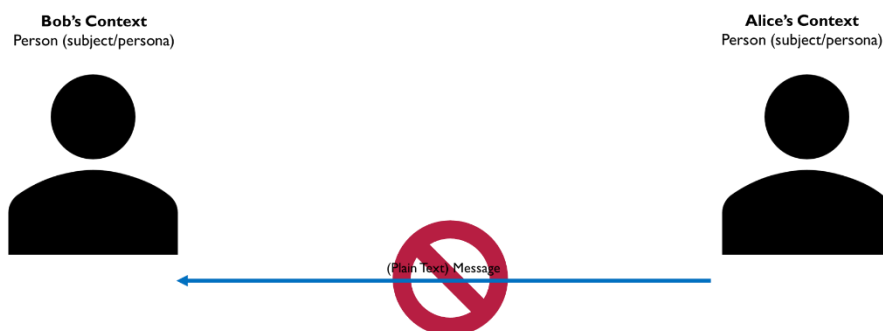 Bob's Context
Person (subject/persona)
Alice's Context
Person (subject/persona)
(Plain Text) Message